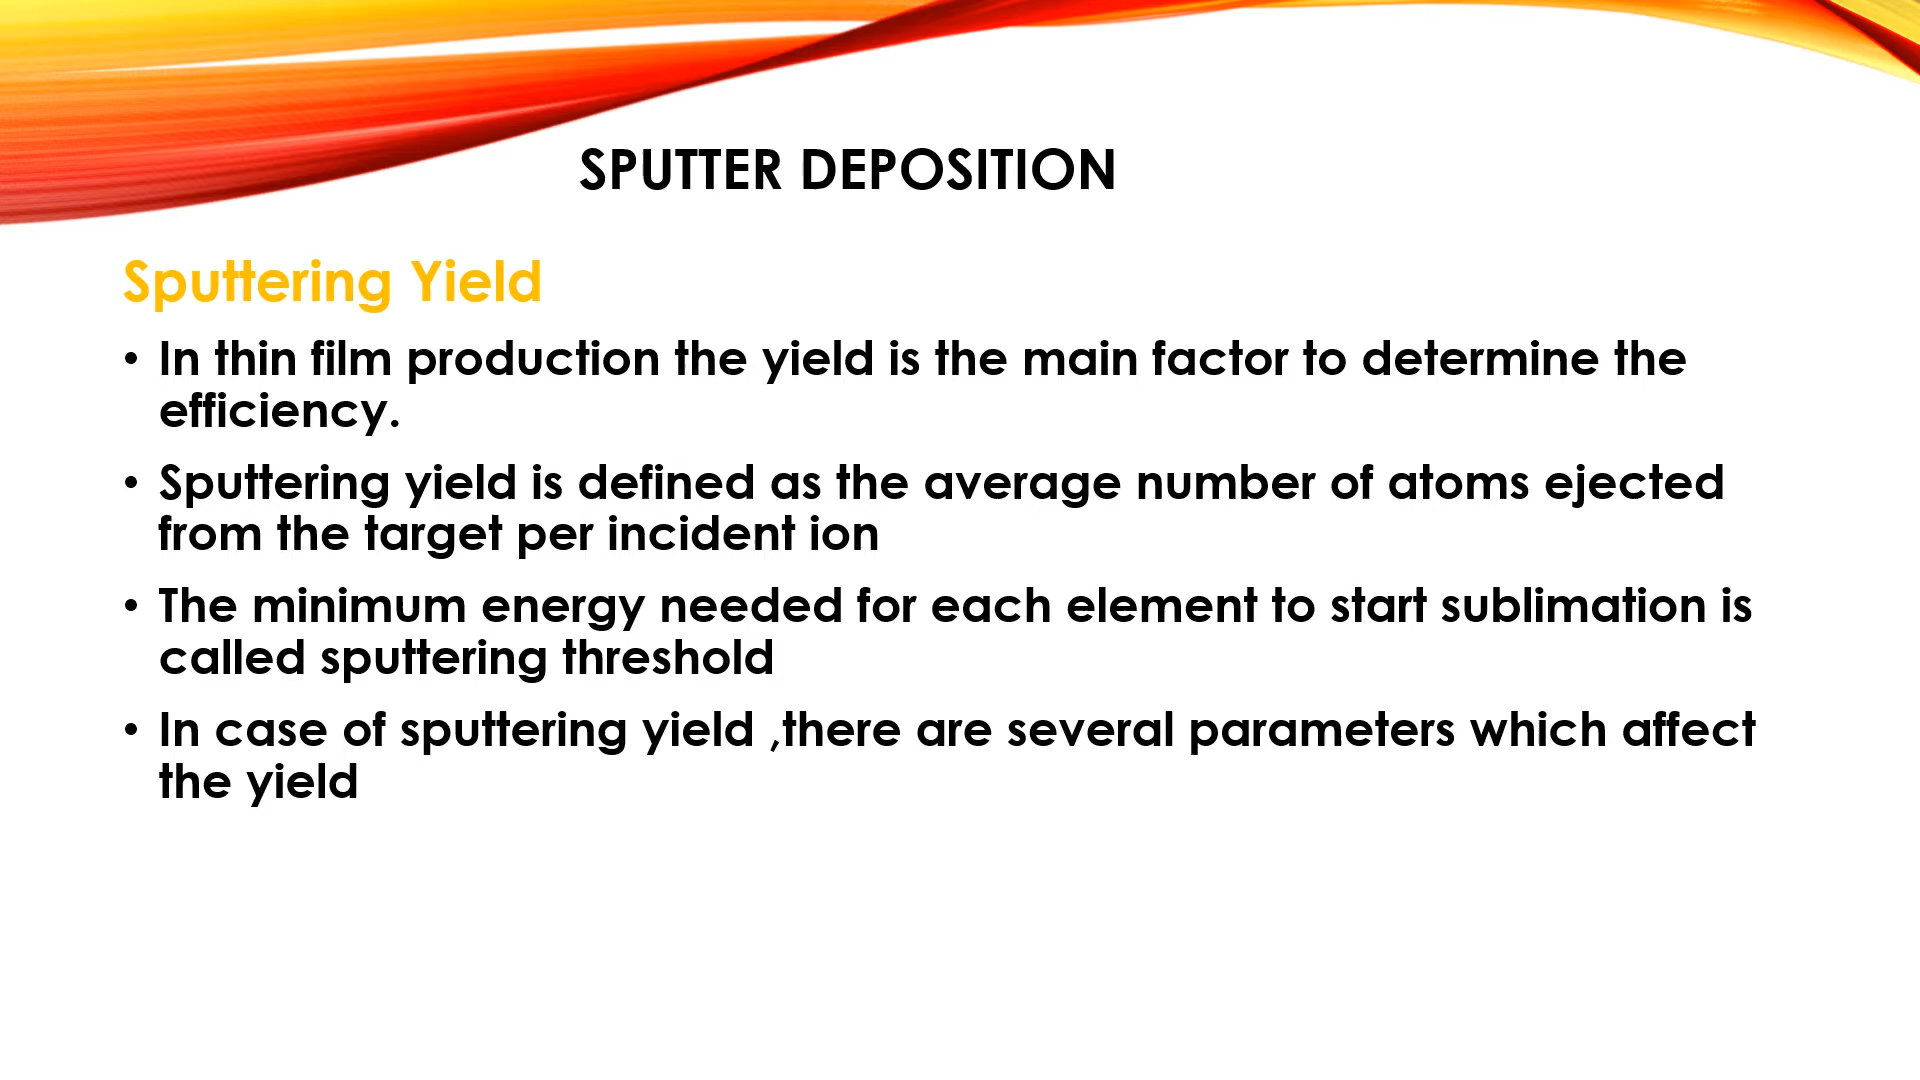 SPUTTER DEPOSITION
Sputtering Yield
• In thin film production the yield is the main factor to determine the
efficiency.
• Sputtering yield is defined as the average number of atoms ejected
from the target per incident ion
• The minimum energy needed for each element to start sublimation is
called sputtering threshold
• In case of sputtering yield ,there are several parameters which affect
the yield